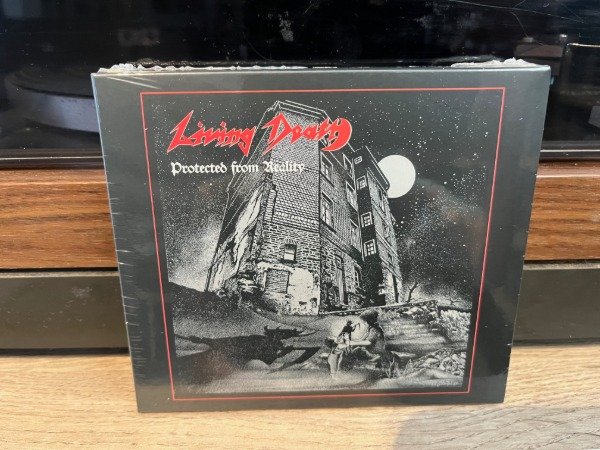 Living Death
Protected from Reality